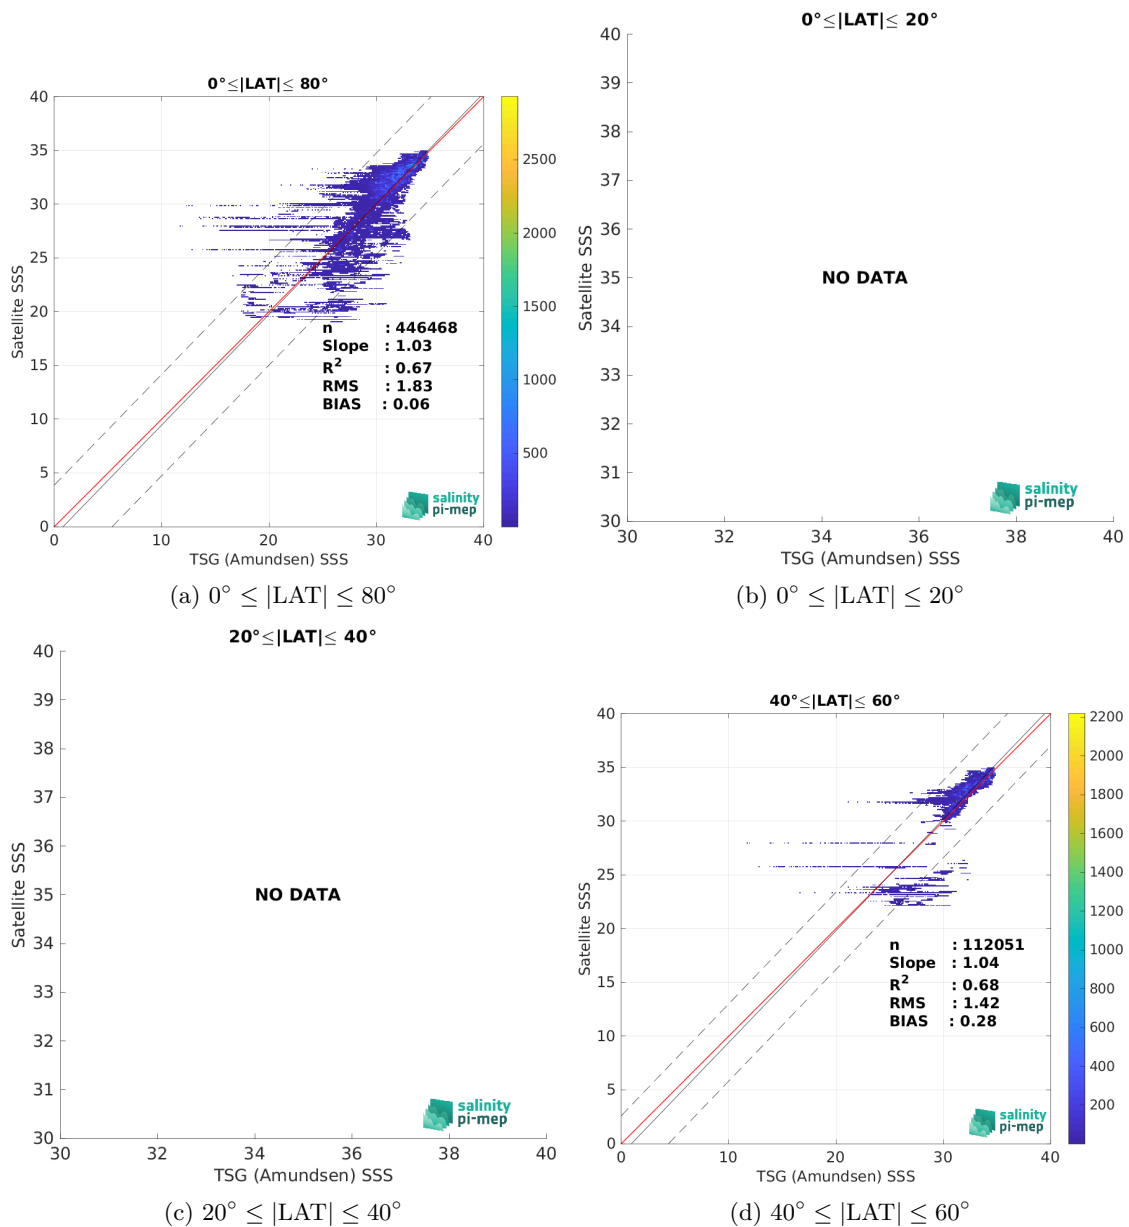 0°≤|LAT|≤ 80°
40
35
30
25
20
15
10
5
0
0 10 20 30 40
Satellite SSS
TSG (Amundsen) SSS
n : 446468
Slope : 1.03
R² : 0.67
RMS : 1.83
BIAS : 0.06
2500
2000
1500
1000
500
salinity
pi-mep
(a) 0° ≤ |LAT| ≤ 80°
0°≤|LAT|≤ 20°
40
39
38
37
36
35
34
33
32
31
30
30 32 34 36 38 40
Satellite SSS
TSG (Amundsen) SSS
NO DATA
salinity
pi-mep
(b) 0° ≤ |LAT| ≤ 20°
20°≤|LAT|≤ 40°
40
39
38
37
36
35
34
33
32
31
30
30 32 34 36 38 40
Satellite SSS
TSG (Amundsen) SSS
NO DATA
salinity
pi-mep
(c) 20° ≤ |LAT| ≤ 40°
40°≤|LAT|≤ 60°
40
35
30
25
20
15
10
5
0
0 10 20 30 40
Satellite SSS
TSG (Amundsen) SSS
n : 112051
Slope : 1.04
R² : 0.68
RMS : 1.42
BIAS : 0.28
2200
2000
1800
1600
1400
1200
1000
800
600
400
200
salinity
pi-mep
(d) 40° ≤ |LAT| ≤ 60°